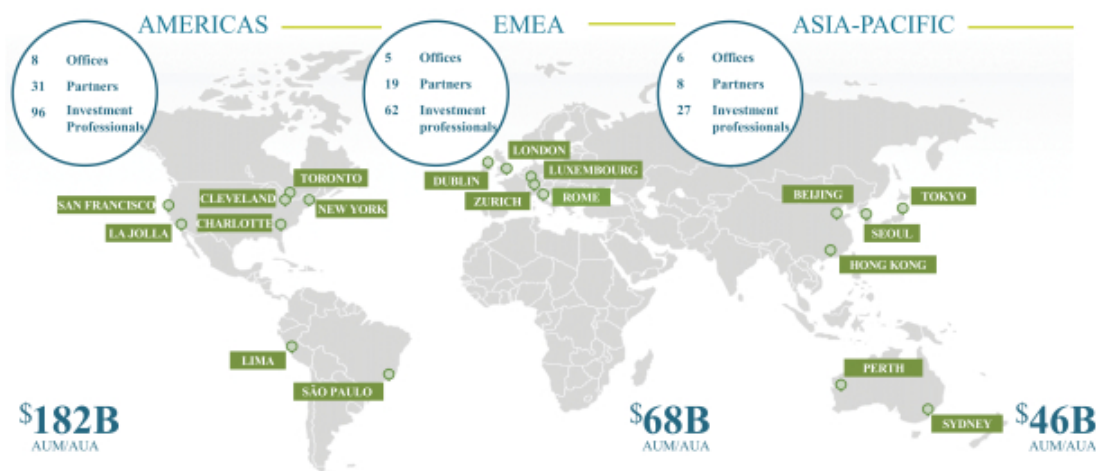 AMERICAS
8 Offices
31 Partners
96 Investment
Professionals
EMEA
5 Offices
19 Partners
62 Investment
professionals
ASIA-PACIFIC
6 Offices
8 Partners
27 Investment
professionals
TORONTO
CLEVELAND
SAN FRANCISCO
NEW YORK
LA JOLLA
CHARLOTTE
LIMA
SÃO PAULO
$182B
AUM/AUA
LONDON
DUBLIN
LUXEMBOURG
ZURICH
ROME
$68B
AUM/AUA
BEIJING
TOKYO
SEOUL
HONG KONG
PERTH
SYDNEY
$46B
AUM/AUA